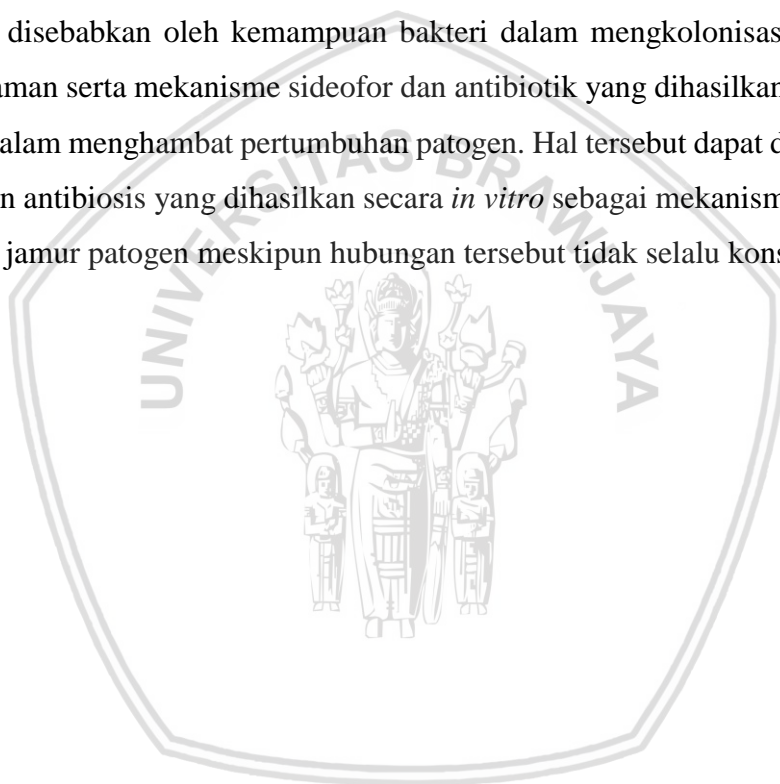 disebabkan oleh kemampuan bakteri dalam mengkolonisas
aman serta mekanisme sideofor dan antibiotik yang dihasilkan
alam menghambat pertumbuhan patogen. Hal tersebut dapat d
n antibiosis yang dihasilkan secara in vitro sebagai mekanism
jamur patogen meskipun hubungan tersebut tidak selalu kons
UNIVERSITAS BRAWIJAYA